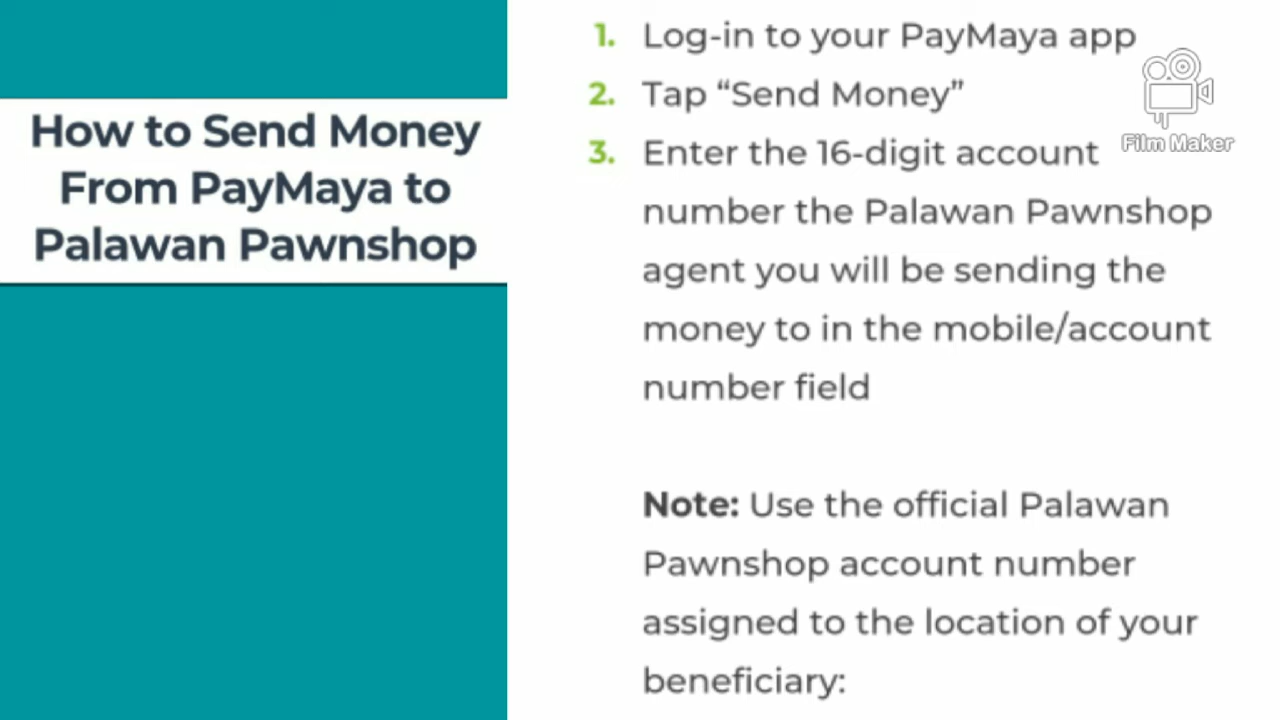 How to Send Money
From PayMaya to
Palawan Pawnshop
1. Log-in to your PayMaya app
2. Tap “Send Money”
3. Enter the 16-digit account
number the Palawan Pawnshop
agent you will be sending the
money to in the mobile/account
number field
Note: Use the official Palawan
Pawnshop account number
assigned to the location of your
beneficiary:
Film Maker